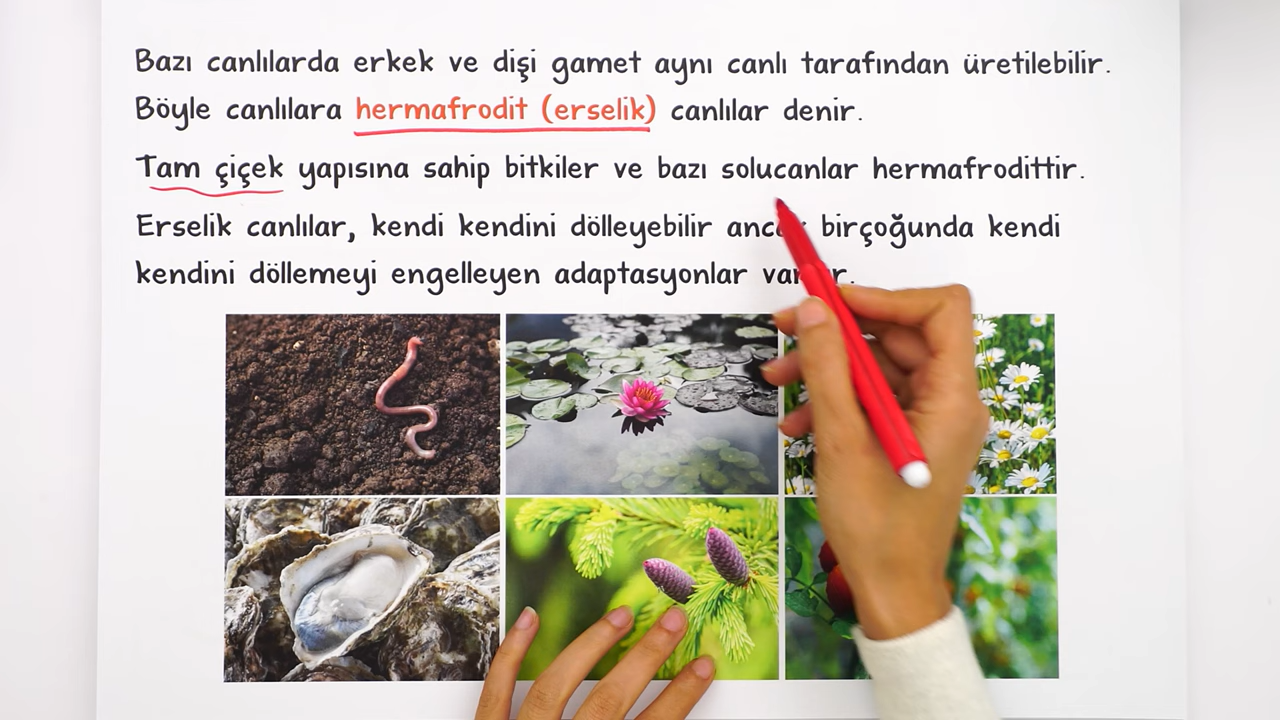 Bazı canlılarda erkek ve dişi gamet aynı canlı tarafından üretilebilir.
Böyle canlılara hermafrodit (erselik) canlılar denir.
Tam çiçek yapısına sahip bitkiler ve bazı solucanlar hermafrodittir.
Erselik canlılar, kendi kendini dölleyebilir birçoğunda kendi
kendini döllemeyi engelleyen adaptasyonlar